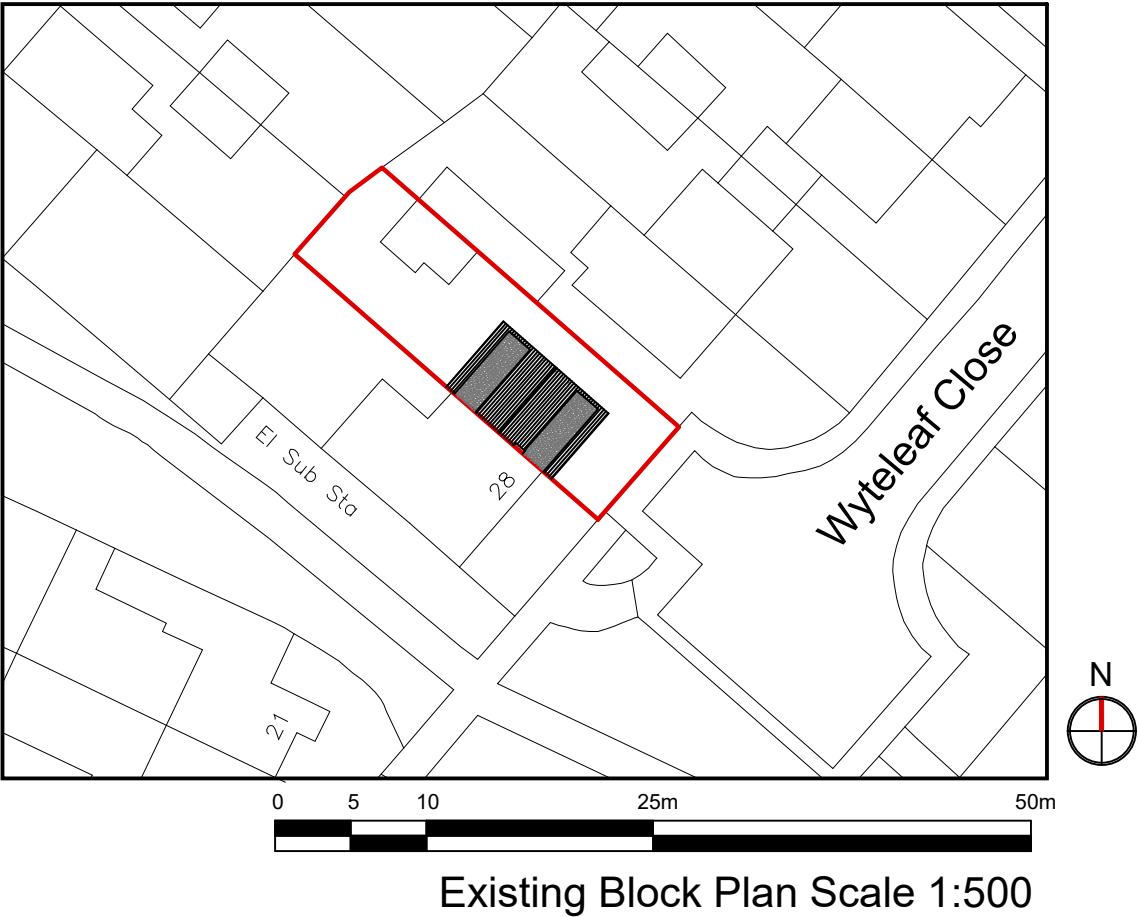 Wyteleaf Close
El Sub Sta
28
21
N
0 5 10 25m 50m
Existing Block Plan Scale 1:500